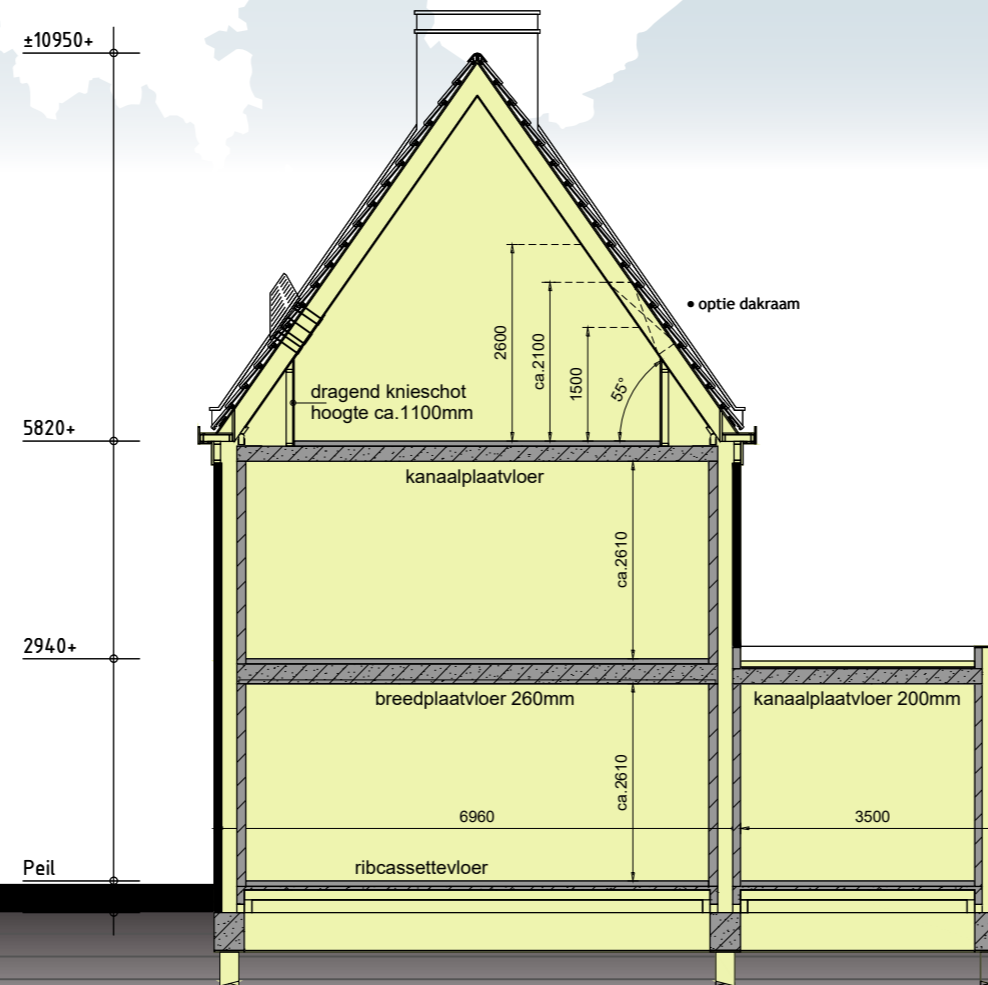 ±10950+
• optie dakraam
2600
ca.2100
1500
55°
dragend knieschot
hoogte ca.1100mm
5820+
kanaalplaatvloer
ca.2610
2940+
breedplaatvloer 260mm
kanaalplaatvloer 200mm
ca.2610
6960
3500
Peil
ribcassettevloer